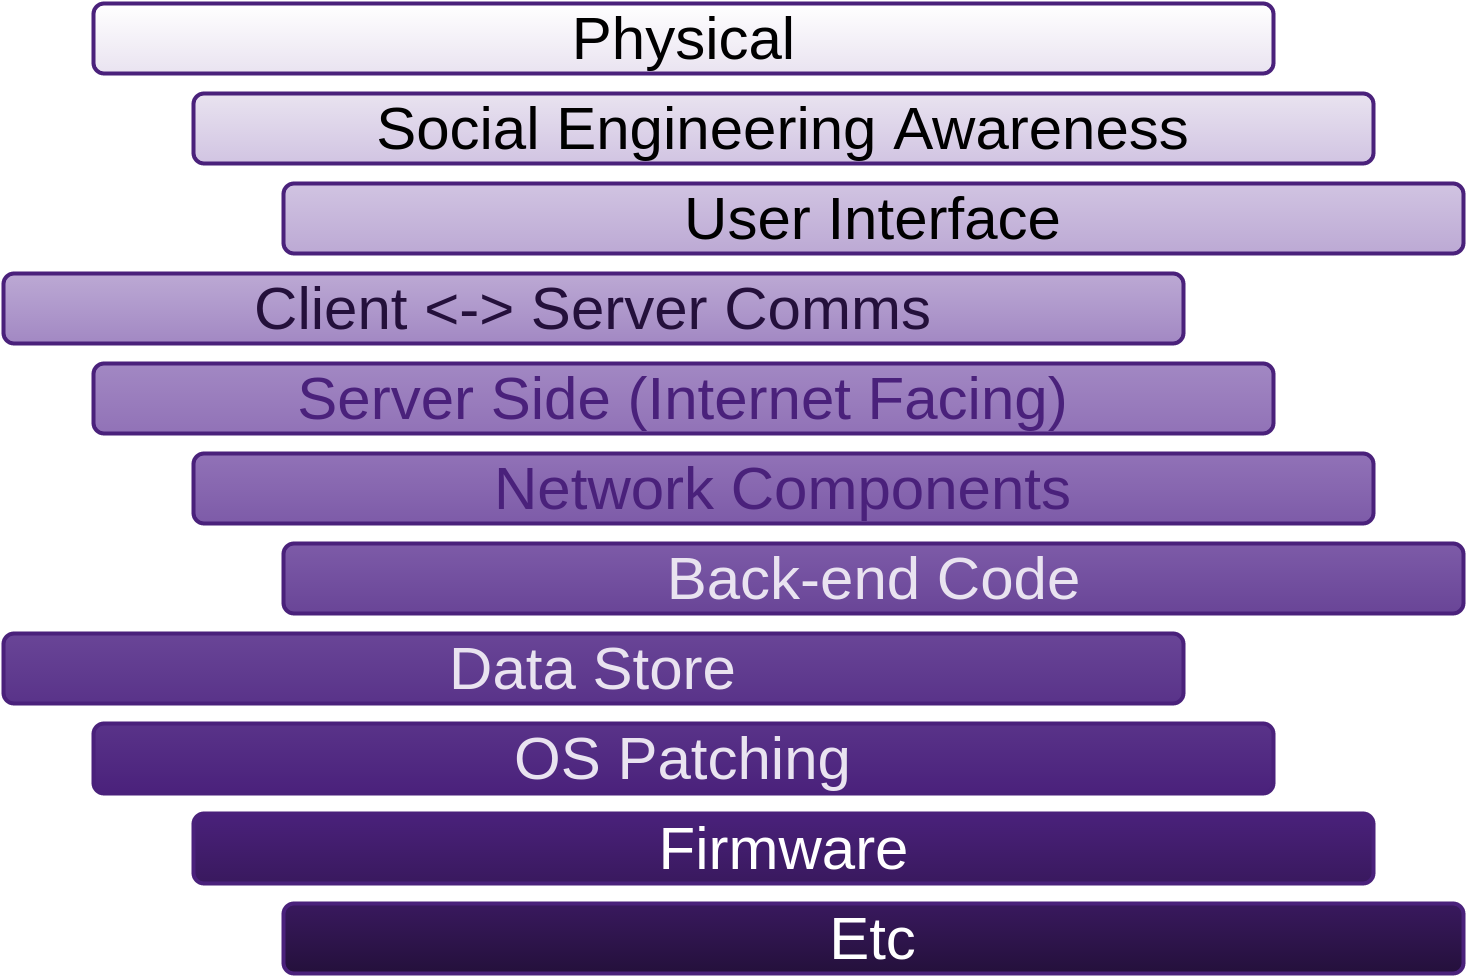 Physical
Social Engineering Awareness
User Interface
Client <-> Server Comms
Server Side (Internet Facing)
Network Components
Back-end Code
Data Store
OS Patching
Firmware
Etc